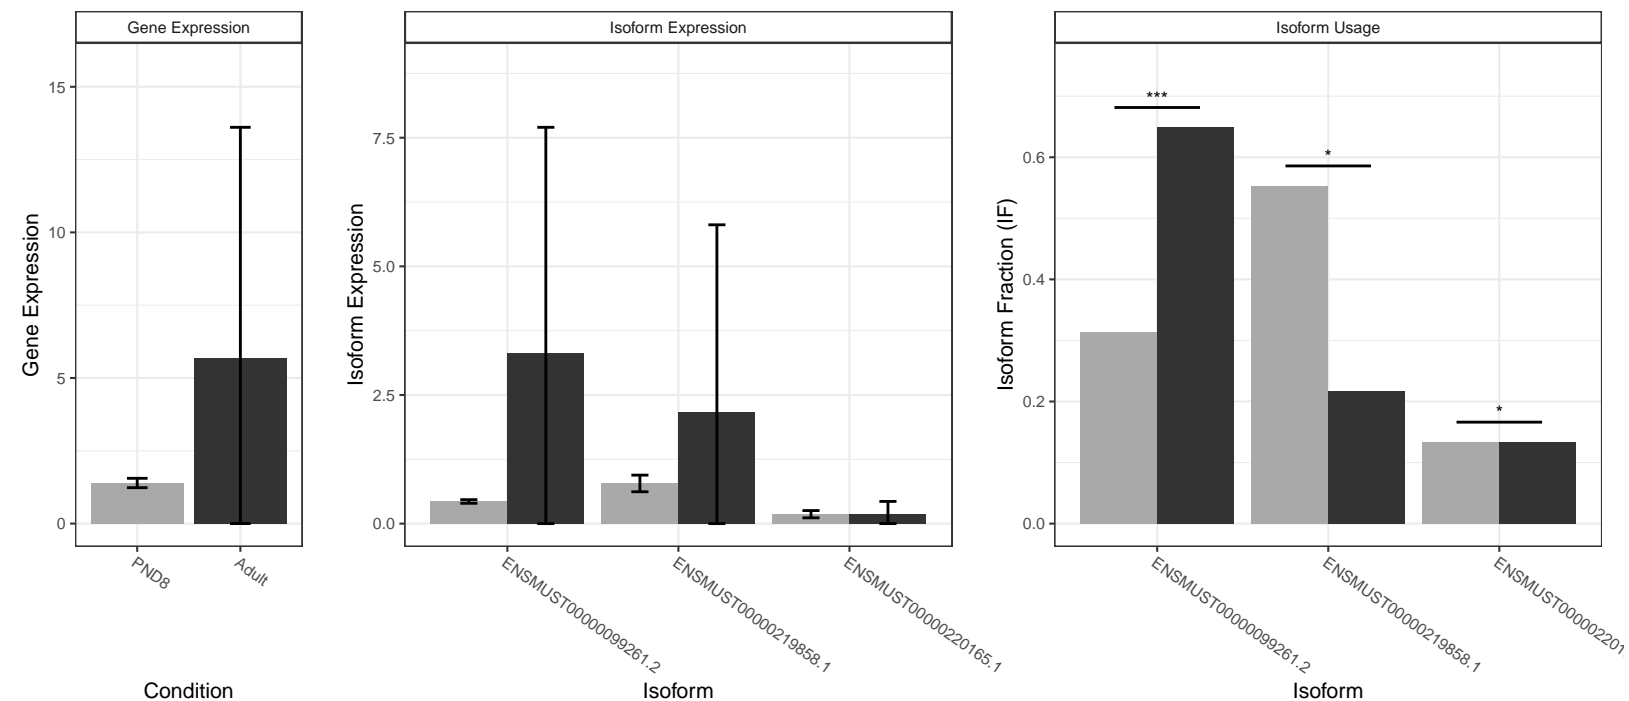 Gene Expression
Isoform Expression
Isoform Usage
Gene Expression
15
10
5
0
PND8
Adult
Condition
Isoform Expression
7.5
5.0
2.5
0.0
ENSMUST00000099261.2
ENSMUST00000219858.1
ENSMUST00000220165.1
Isoform
Isoform Fraction (IF)
0.6
0.4
0.2
0.0
***
*
*
ENSMUST00000099261.2
ENSMUST00000219858.1
ENSMUST000002201
Isoform